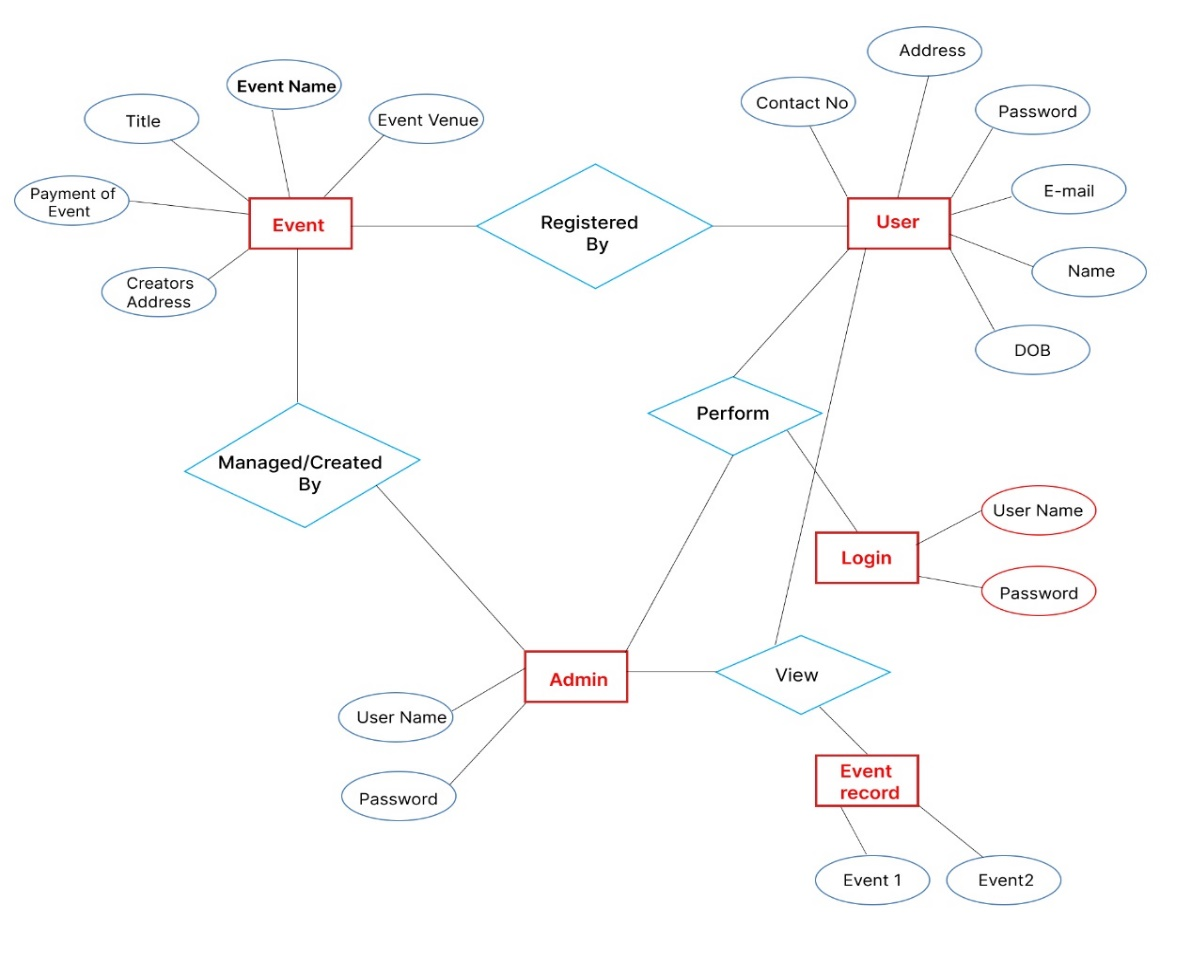 Address
Event Name
Contact No
Password
Title
Event Venue
E-mail
Payment of
Event
Event
Registered
By
User
Name
Creators
Address
DOB
Perform
Managed/Created
By
User Name
Login
Password
Admin
View
User Name
Event
record
Password
Event 1
Event2